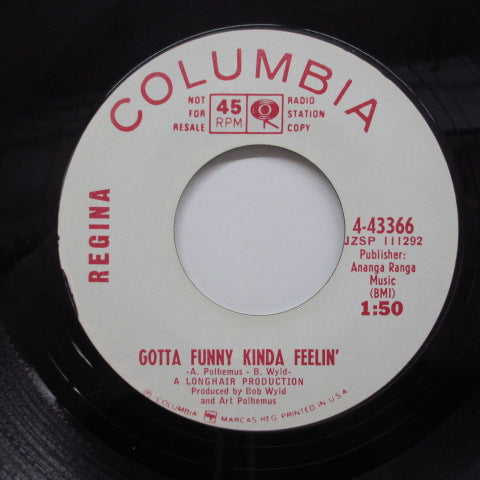 COLUMBIA
NOT
FOR
RESALE
45
RPM
RADIO
STATION
COPY
REGINA
4-43366
JZSP 111292
Publisher:
Ananga Ranga
Music
(BMI)
1:50
GOTTA FUNNY KINDA FEELIN'
-A. Polhemus - B. Wyld-
A LONGHAIR PRODUCTION
Produced by Bob Wyld
and Art Polhemus
©COLUMBIA MARCAS REG. PRINTED IN U.S.A.